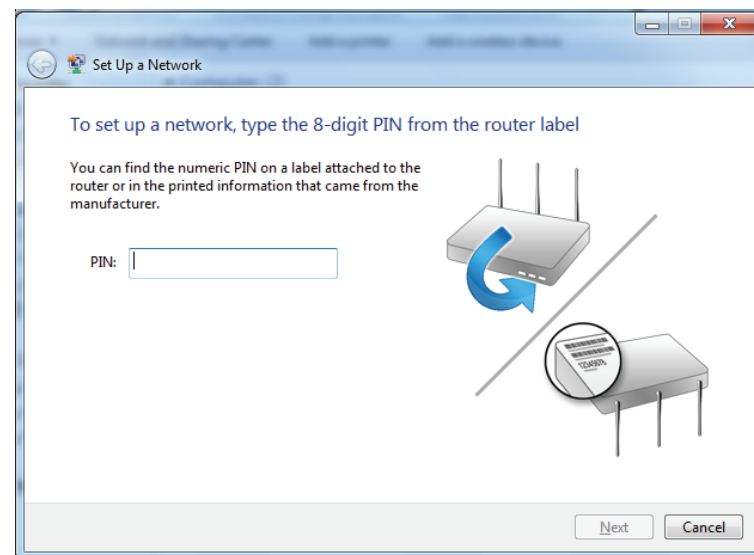 Set Up a Network
To set up a network, type the 8-digit PIN from the router label
You can find the numeric PIN on a label attached to the
router or in the printed information that came from the
manufacturer.
PIN:
12345678
Next
Cancel